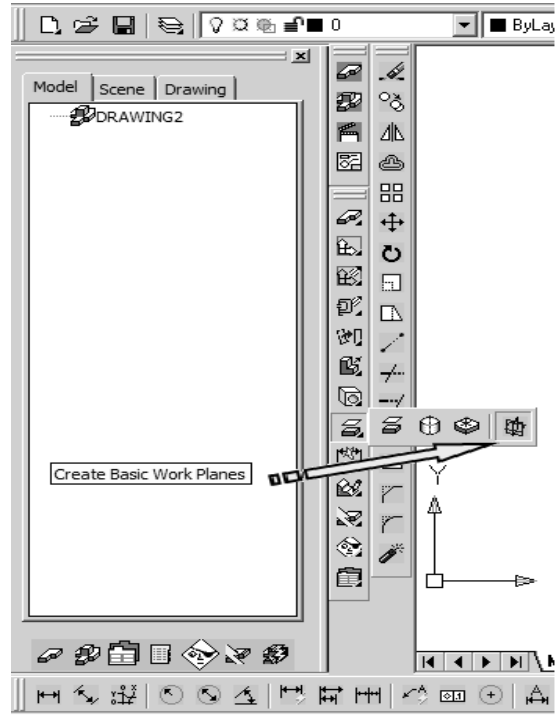 0 ByLay
Model Scene Drawing
DRAWING2
Create Basic Work Planes
Y